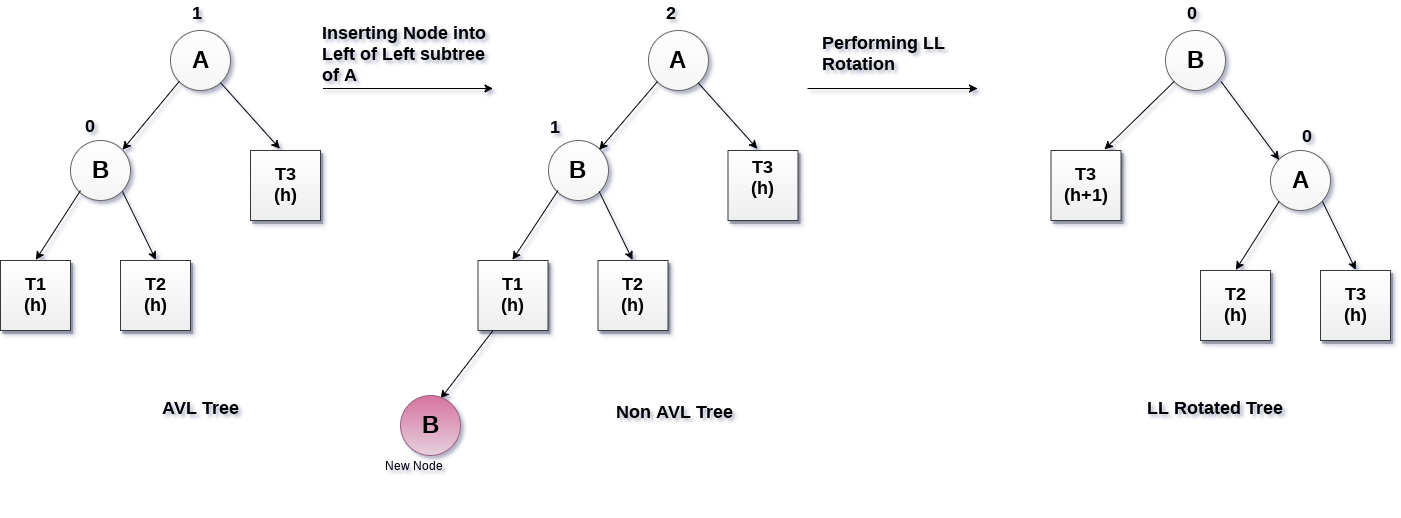 1
A
0
B
T3
(h)
T1
(h)
T2
(h)
AVL Tree
Inserting Node into
Left of Left subtree
of A
2
A
1
B
T3
(h)
T1
(h)
T2
(h)
B
New Node
Non AVL Tree
Performing LL
Rotation
0
B
0
T3
(h+1)
A
T2
(h)
T3
(h)
LL Rotated Tree